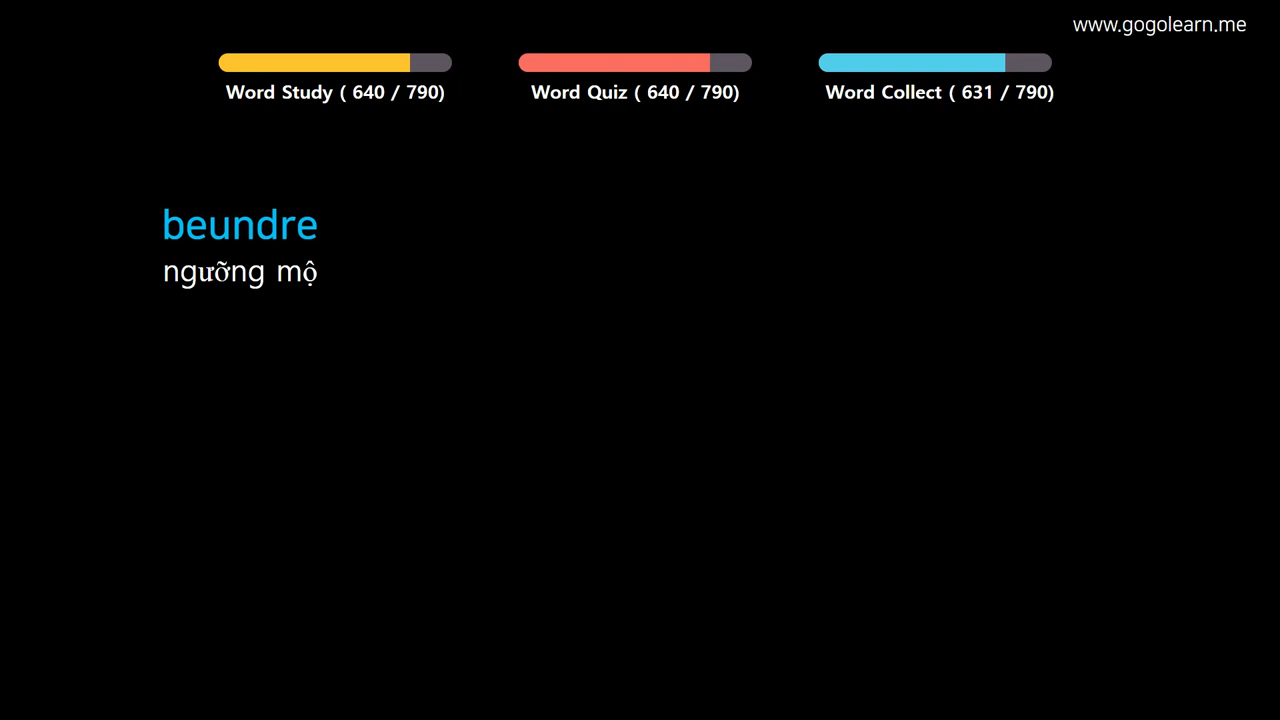 www.gogolearn.me
Word Study ( 640 / 790)
Word Quiz ( 640 / 790)
Word Collect ( 631 / 790)
beundre
ngưỡng mộ